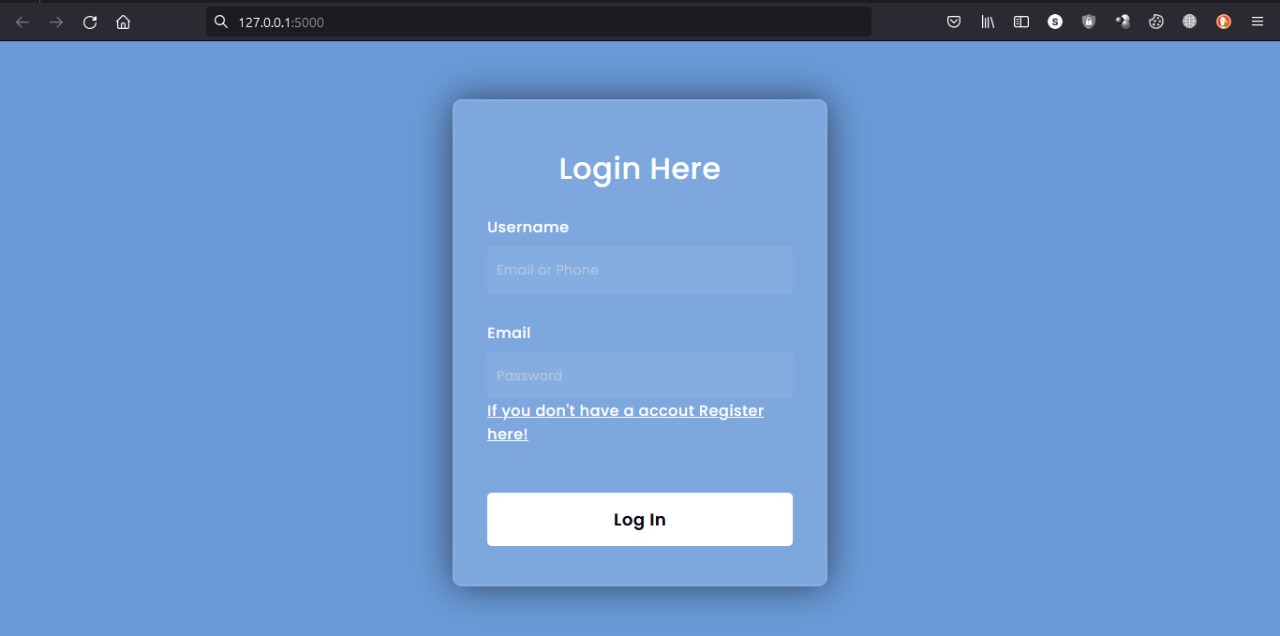 127.0.0.1:5000
S
Login Here
Username
Email or Phone
Email
Password
If you don't have a accout Register
here!
Log In